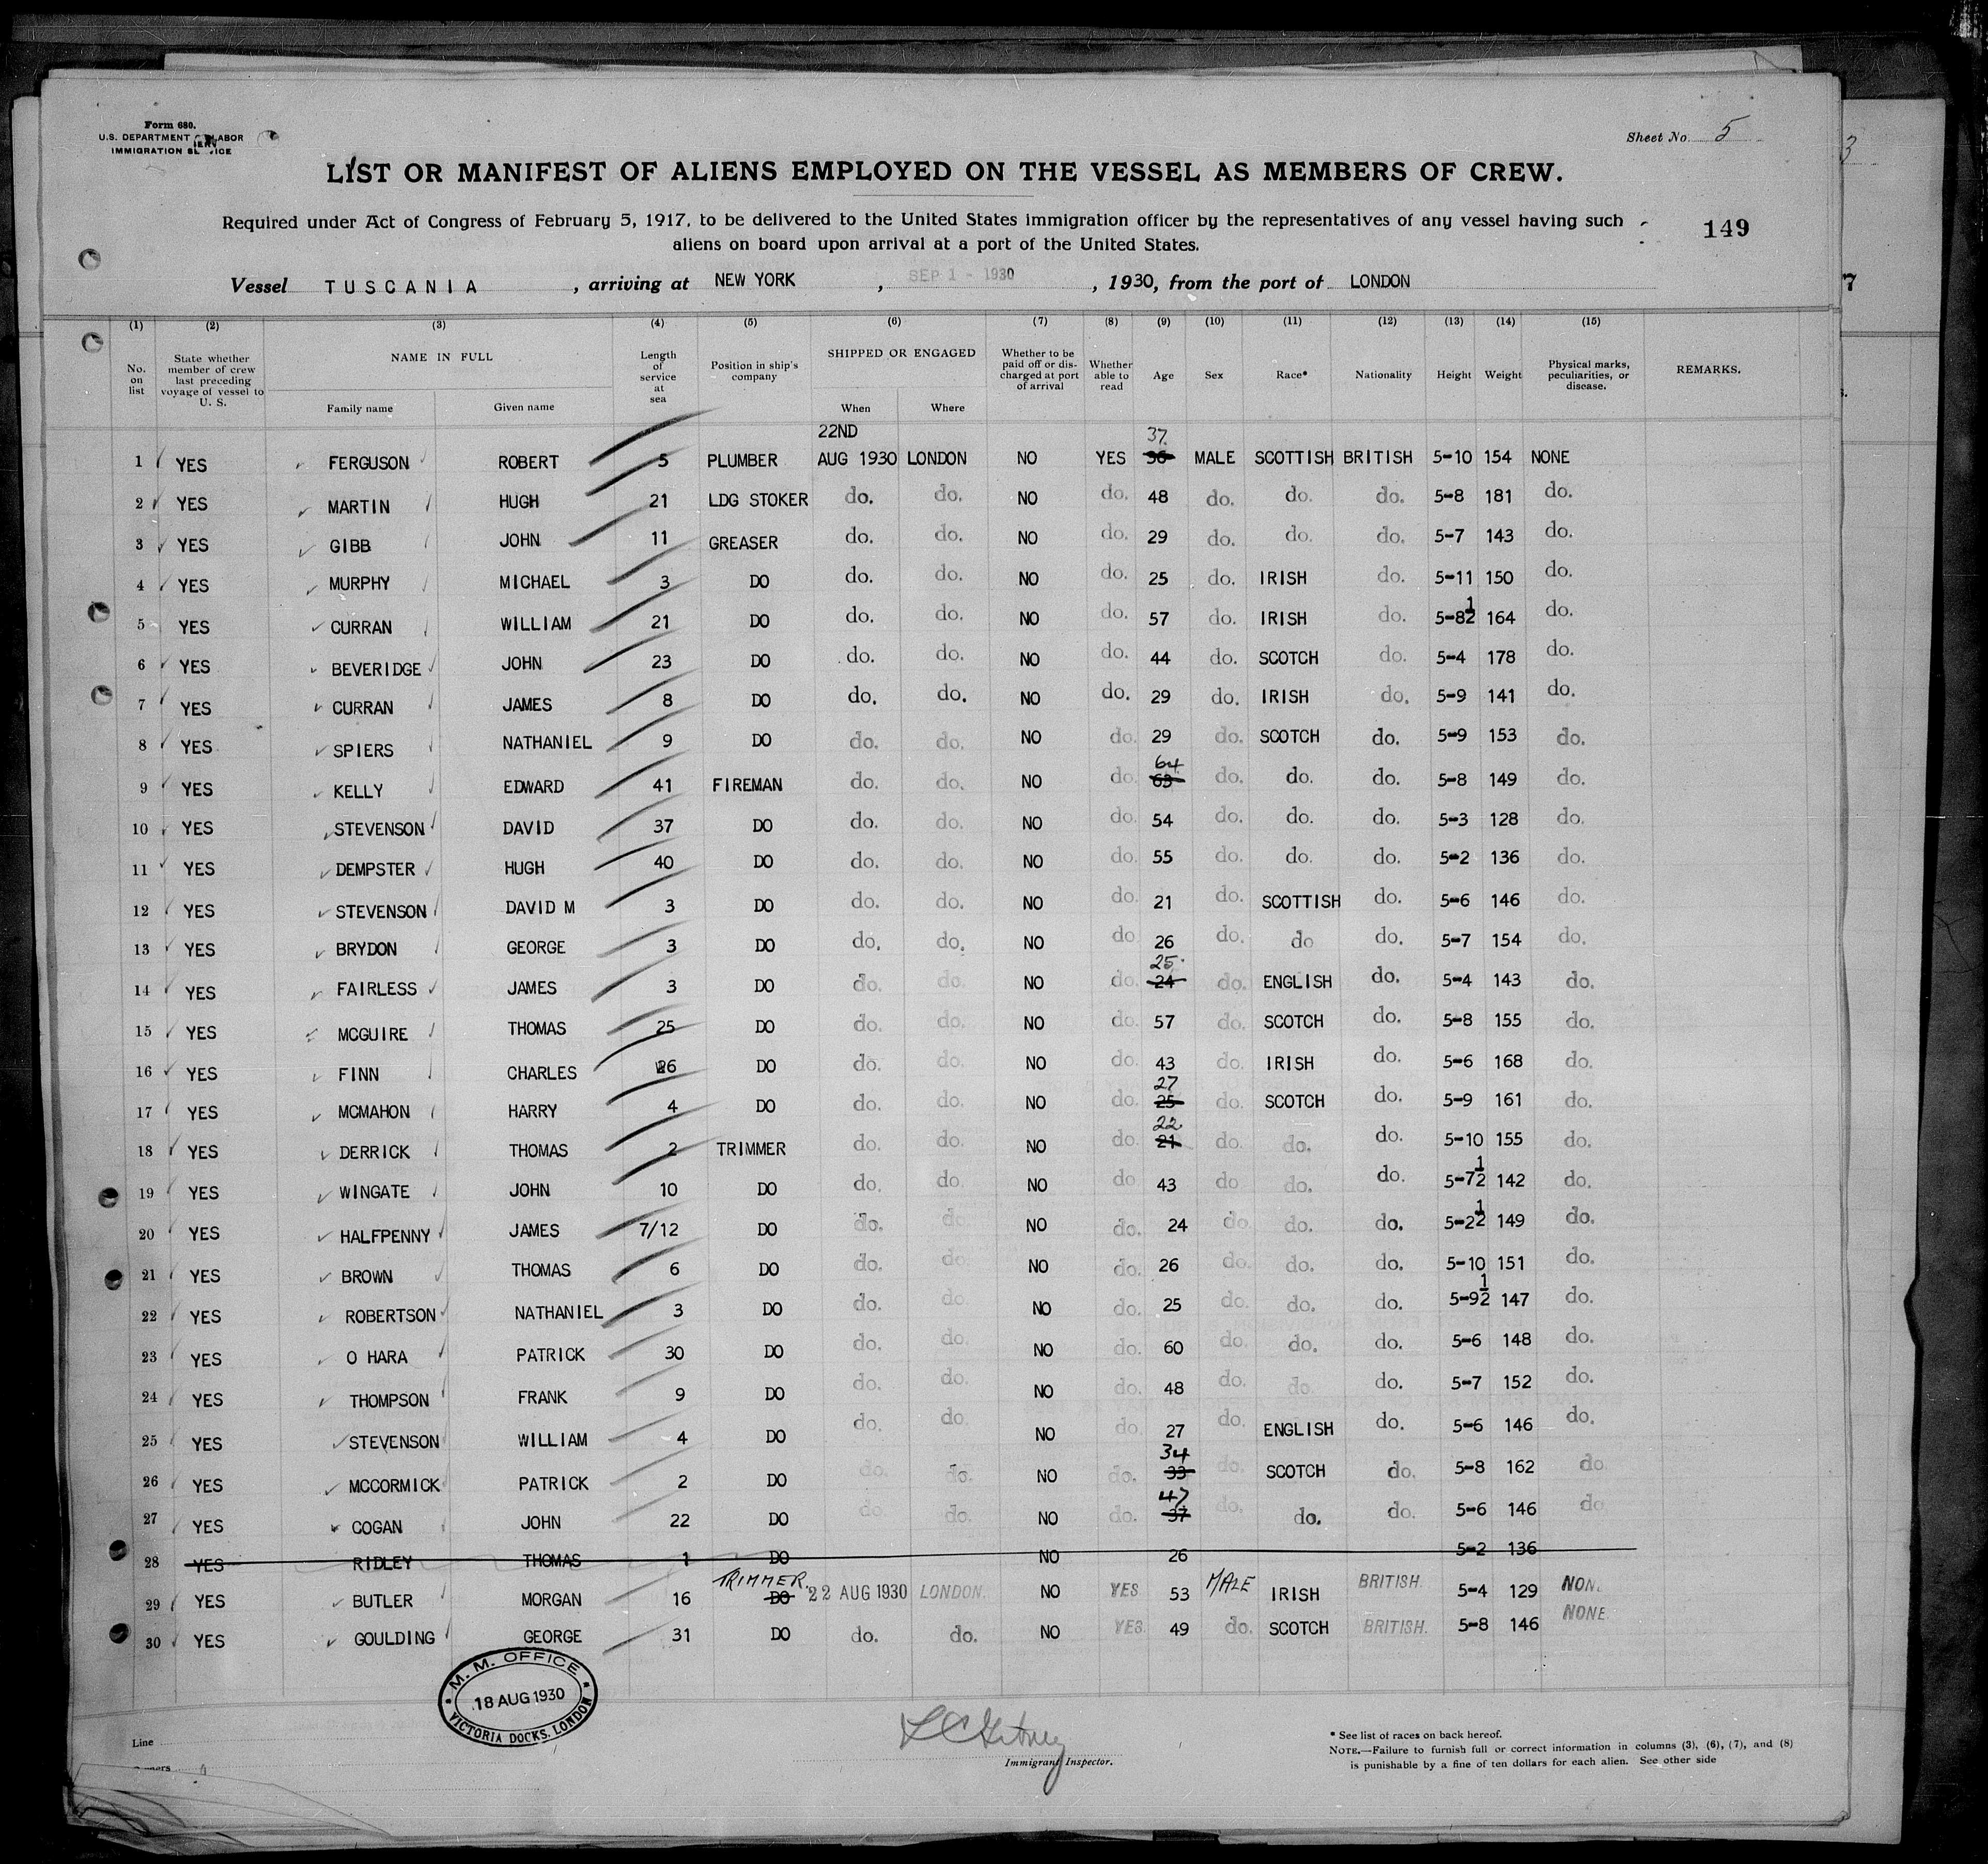 Form 680.
U.S. DEPARTMENT LABOR
IMMIGRATION
Sheet No. 5
LIST OR MANIFEST OF ALIENS EMPLOYED ON THE VESSEL AS MEMBERS OF CREW.
Required under Act of Congress of February 5, 1917, to be delivered to the United States immigration officer by the representatives of any vessel having such
aliens on board upon arrival at a port of the United States.
149
Vessel TUSCANIA , arriving at NEW YORK , SEP 1 - 1930 , 1930, from the port of LONDON
(1) (2) (3) (4) (5) (6) (7) (8) (9) (10) (11) (12) (13) (14) (15)
No. on list
State whether member of crew last preceding voyage of vessel to U. S.
NAME IN FULL
Family name
Given name
Length of service at sea
Position in ship's company
SHIPPED OR ENGAGED
When
Where
Whether to be paid off or discharged at port of arrival
Whether able to read
Age
Sex
Race*
Nationality
Height
Weight
Physical marks, peculiarities, or disease.
REMARKS.
22ND 37
1 YES FERGUSON ROBERT 5 PLUMBER AUG 1930 LONDON NO YES 36 MALE SCOTTISH BRITISH 5-10 154 NONE
2 YES MARTIN HUGH 21 LDG STOKER do. do. NO do. 48 do. do. do. 5-8 181 do.
3 YES GIBB JOHN 11 GREASER do. do. NO do. 29 do. do. do. 5-7 143 do.
4 YES MURPHY MICHAEL 3 DO do. do. NO do. 25 do. IRISH do. 5-11 150 do.
5 YES CURRAN WILLIAM 21 DO do. do. NO do. 57 do. IRISH do. 5-8½ 164 do.
6 YES BEVERIDGE JOHN 23 DO do. do. NO do. 44 do. SCOTCH do. 5-4 178 do.
7 YES CURRAN JAMES 8 DO do. do. NO do. 29 do. IRISH do. 5-9 141 do.
8 YES SPIERS NATHANIEL 9 DO do. do. NO do. 29 do. SCOTCH do. 5-9 153 do.
64
9 YES KELLY EDWARD 41 FIREMAN do. do. NO do. 63 do. do. do. 5-8 149 do.
10 YES STEVENSON DAVID 37 DO do. do. NO do. 54 do. do. do. 5-3 128 do.
11 YES DEMPSTER HUGH 40 DO do. do. NO do. 55 do. do. do. 5-2 136 do.
12 YES STEVENSON DAVID M 3 DO do. do. NO do. 21 do. SCOTTISH do. 5-6 146 do.
13 YES BRYDON GEORGE 3 DO do. do. NO do 26 do. do do. 5-7 154 do.
25
14 YES FAIRLESS JAMES 3 DO do. do. NO do. 24 do. ENGLISH do. 5-4 143 do.
15 YES MCGUIRE THOMAS 25 DO do. do. NO do. 57 do. SCOTCH do. 5-8 155 do.
16 YES FINN CHARLES 26 DO do. do. NO do. 43 do. IRISH do. 5-6 168 do.
27
17 YES MCMAHON HARRY 4 DO do. do. NO do. 25 do. SCOTCH do. 5-9 161 do.
22
18 YES DERRICK THOMAS 2 TRIMMER do. do. NO do. 21 do. do. do. 5-10 155 do.
19 YES WINGATE JOHN 10 DO do. do. NO do 43 do do. do. 5-7½ 142 do.
20 YES HALFPENNY JAMES 7/12 DO do. do NO do. 24 do. do. do. 5-2½ 149 do.
21 YES BROWN THOMAS 6 DO do. do NO do. 26 do. do. do. 5-10 151 do.
22 YES ROBERTSON NATHANIEL 3 DO do. do. NO do. 25 do. do. do. 5-9½ 147 do.
23 YES O HARA PATRICK 30 DO do. do. NO do. 60 do. do. do. 5-6 148 do.
24 YES THOMPSON FRANK 9 DO do. do. NO do. 48 do. do. do. 5-7 152 do.
25 YES STEVENSON WILLIAM 4 DO do. do. NO do. 27 do. ENGLISH do. 5-6 146 do.
34
26 YES MCCORMICK PATRICK 2 DO do. do. NO do. 33 do. SCOTCH do. 5-8 162 do.
47
27 YES COGAN JOHN 22 DO do do. NO do. 37 do. do. do. 5-6 146 do.
28 YES RIDLEY THOMAS 1 DO NO 26 5-2 136
TRIMMER
29 YES BUTLER MORGAN 16 DO 22 AUG 1930 LONDON. NO YES 53 MALE IRISH BRITISH. 5-4 129 NON.
30 YES GOULDING GEORGE 31 DO do. do. NO YES. 49 do. SCOTCH BRITISH. 5-8 146 NONE
M. M. OFFICE
18 AUG 1930
VICTORIA DOCKS. LONDON
Line
Immigrant Inspector.
* See list of races on back hereof.
NOTE.—Failure to furnish full or correct information in columns (3), (6), (7), and (8)
is punishable by a fine of ten dollars for each alien. See other side